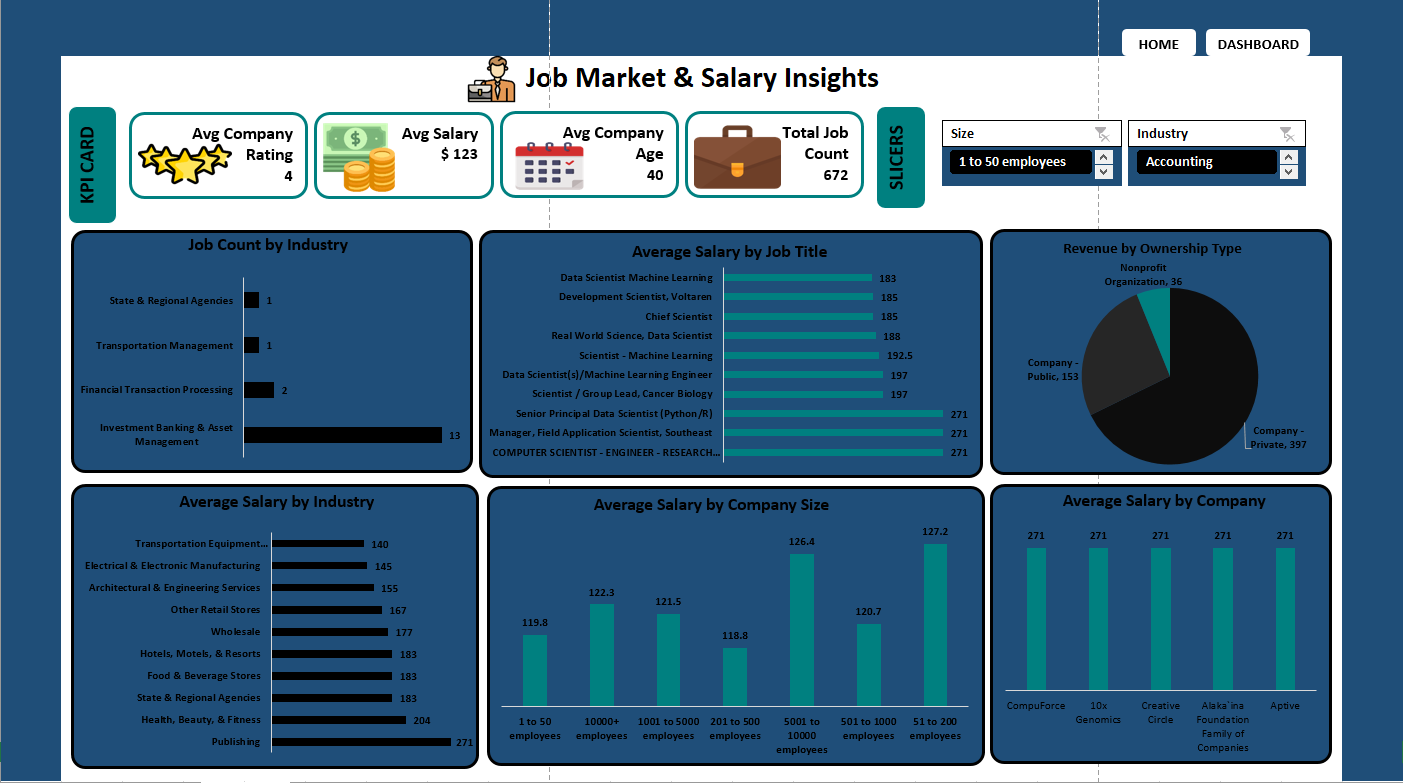 HOME
DASHBOARD
Job Market & Salary Insights
KPI CARD
Avg Company
Rating
4
Avg Salary
$ 123
Avg Company
Age
40
Total Job
Count
672
SLICERS
Size
1 to 50 employees
Industry
Accounting
Job Count by Industry
State & Regional Agencies 1
Transportation Management 1
Financial Transaction Processing 2
Investment Banking & Asset
Management 13
Average Salary by Job Title
Data Scientist Machine Learning 183
Development Scientist, Voltaren 185
Chief Scientist 185
Real World Science, Data Scientist 188
Scientist - Machine Learning 192.5
Data Scientist(s)/Machine Learning Engineer 197
Scientist / Group Lead, Cancer Biology 197
Senior Principal Data Scientist (Python/R) 271
Manager, Field Application Scientist, Southeast 271
COMPUTER SCIENTIST - ENGINEER - RESEARCH... 271
Revenue by Ownership Type
Nonprofit
Organization, 36
Company -
Public, 153
Company -
Private, 397
Average Salary by Industry
Transportation Equipment... 140
Electrical & Electronic Manufacturing 145
Architectural & Engineering Services 155
Other Retail Stores 167
Wholesale 177
Hotels, Motels, & Resorts 183
Food & Beverage Stores 183
State & Regional Agencies 183
Health, Beauty, & Fitness 204
Publishing 271
Average Salary by Company Size
119.8
122.3
121.5
118.8
126.4
120.7
127.2
1 to 50
employees
10000+
employees
1001 to 5000
employees
201 to 500
employees
5001 to
10000
employees
501 to 1000
employees
51 to 200
employees
Average Salary by Company
271 271 271 271 271
CompuForce
10x
Genomics
Creative
Circle
Alaka`ina
Foundation
Family of
Companies
Aptive